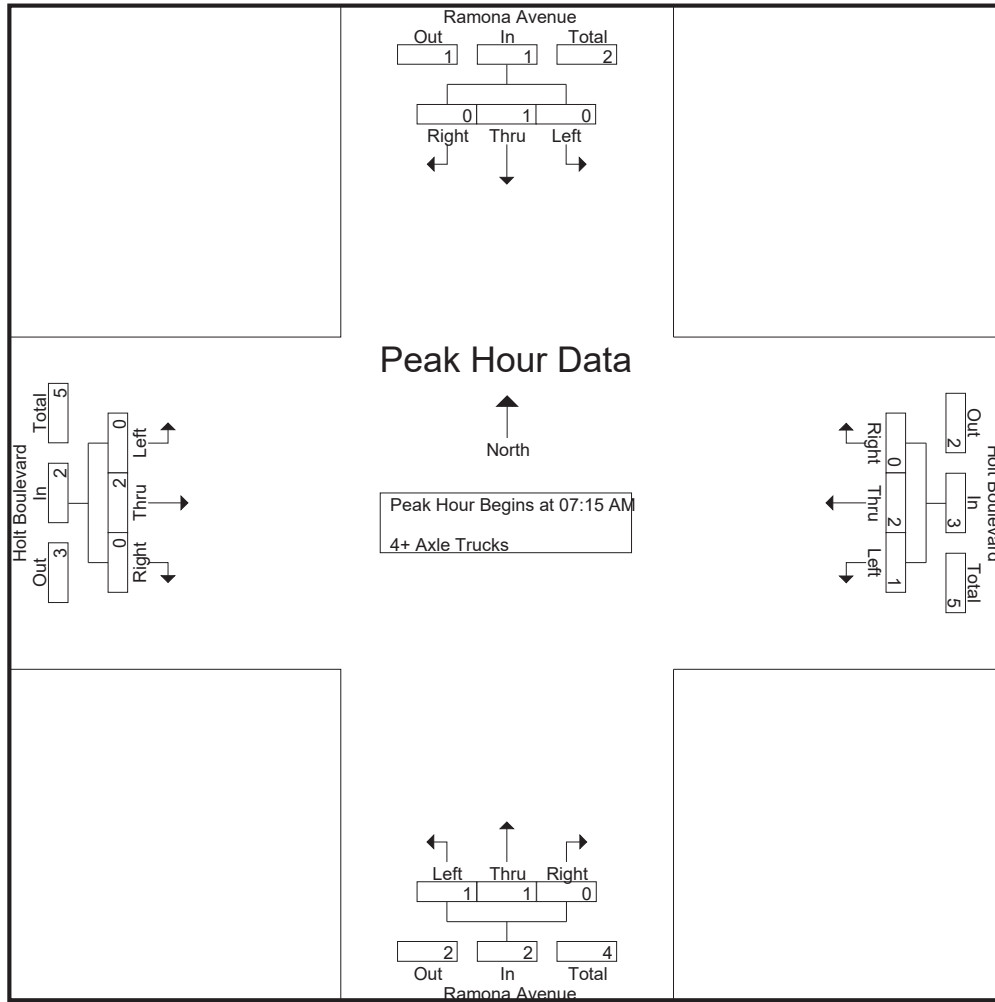 Ramona Avenue
Out In Total
1 1 2
0 1 0
Right Thru Left
Peak Hour Data
North
Peak Hour Begins at 07:15 AM
4+ Axle Trucks
Holt Boulevard
Out In Total
3 2 5
Left Thru Right
0 2 0
Right Thru Left
0 2 1
Out In Total
2 3 5
Holt Boulevard
Left Thru Right
1 1 0
2 2 4
Out In Total
Ramona Avenue